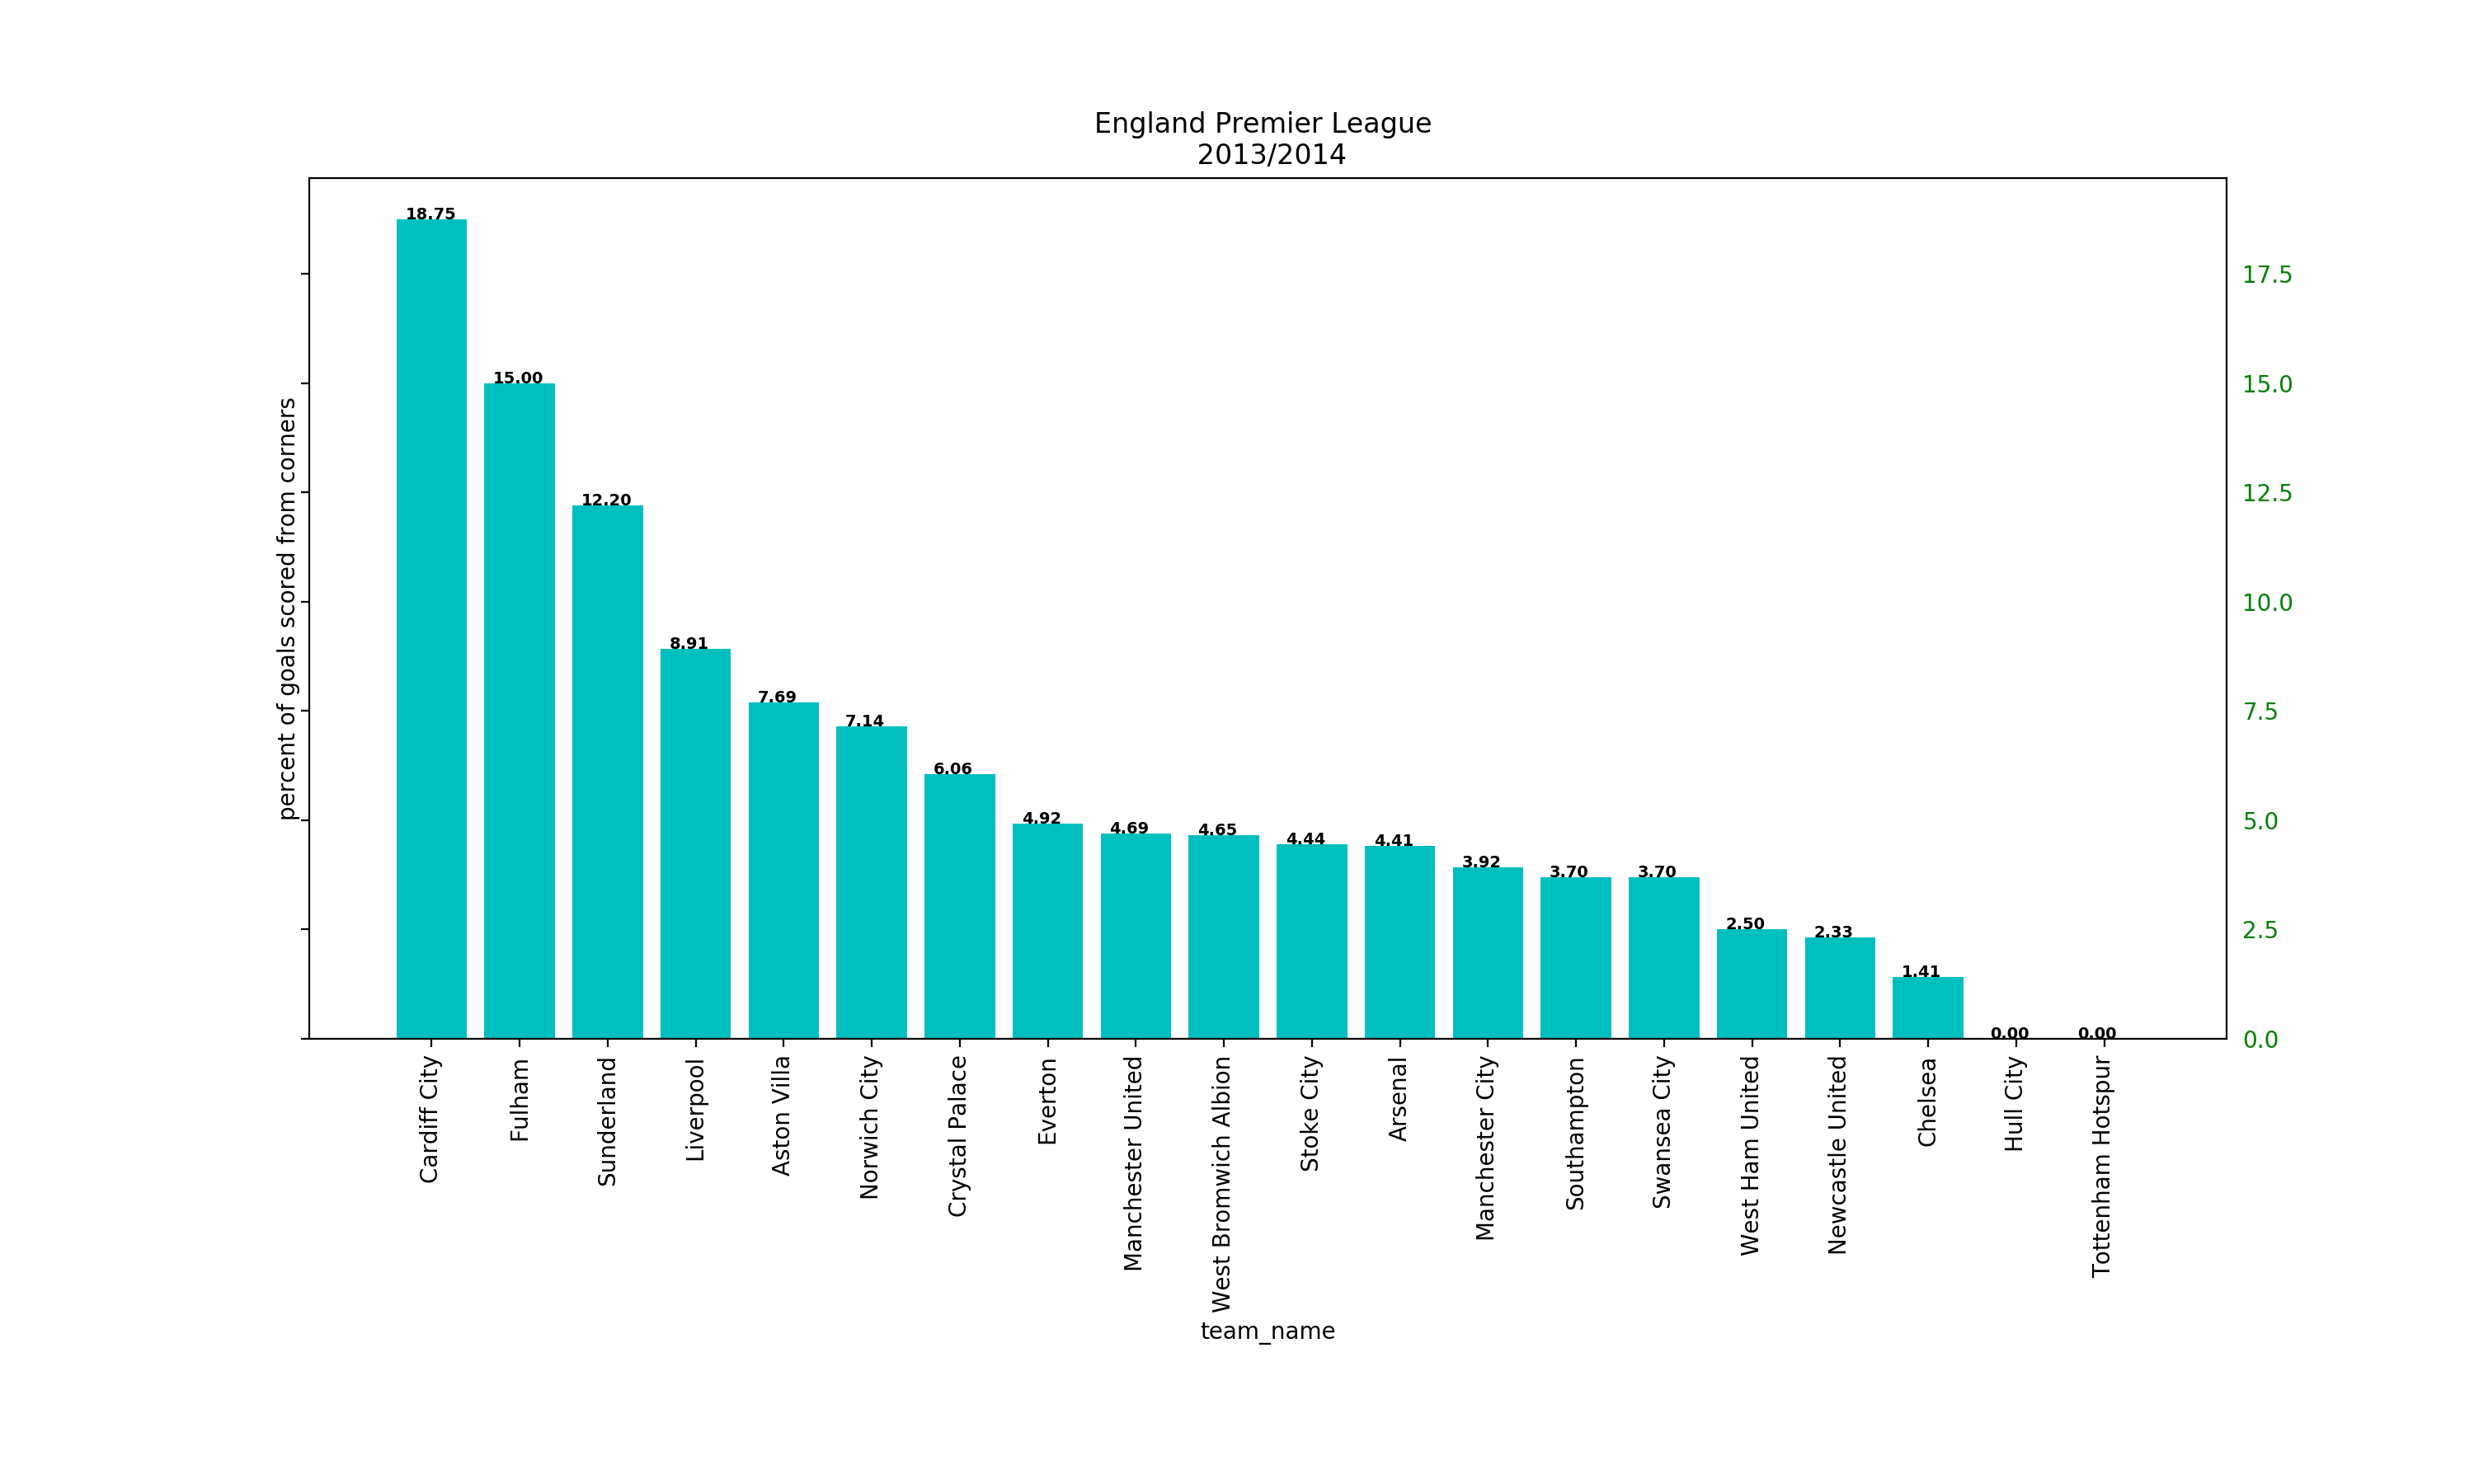 England Premier League
2013/2014
percent of goals scored from corners
18.75
15.00
12.20
8.91
7.69
7.14
6.06
4.92
4.69
4.65
4.44
4.41
3.92
3.70
3.70
2.50
2.33
1.41
0.00
0.00
17.5
15.0
12.5
10.0
7.5
5.0
2.5
0.0
Cardiff City
Fulham
Sunderland
Liverpool
Aston Villa
Norwich City
Crystal Palace
Everton
Manchester United
West Bromwich Albion
Stoke City
Arsenal
Manchester City
Southampton
Swansea City
West Ham United
Newcastle United
Chelsea
Hull City
Tottenham Hotspur
team_name